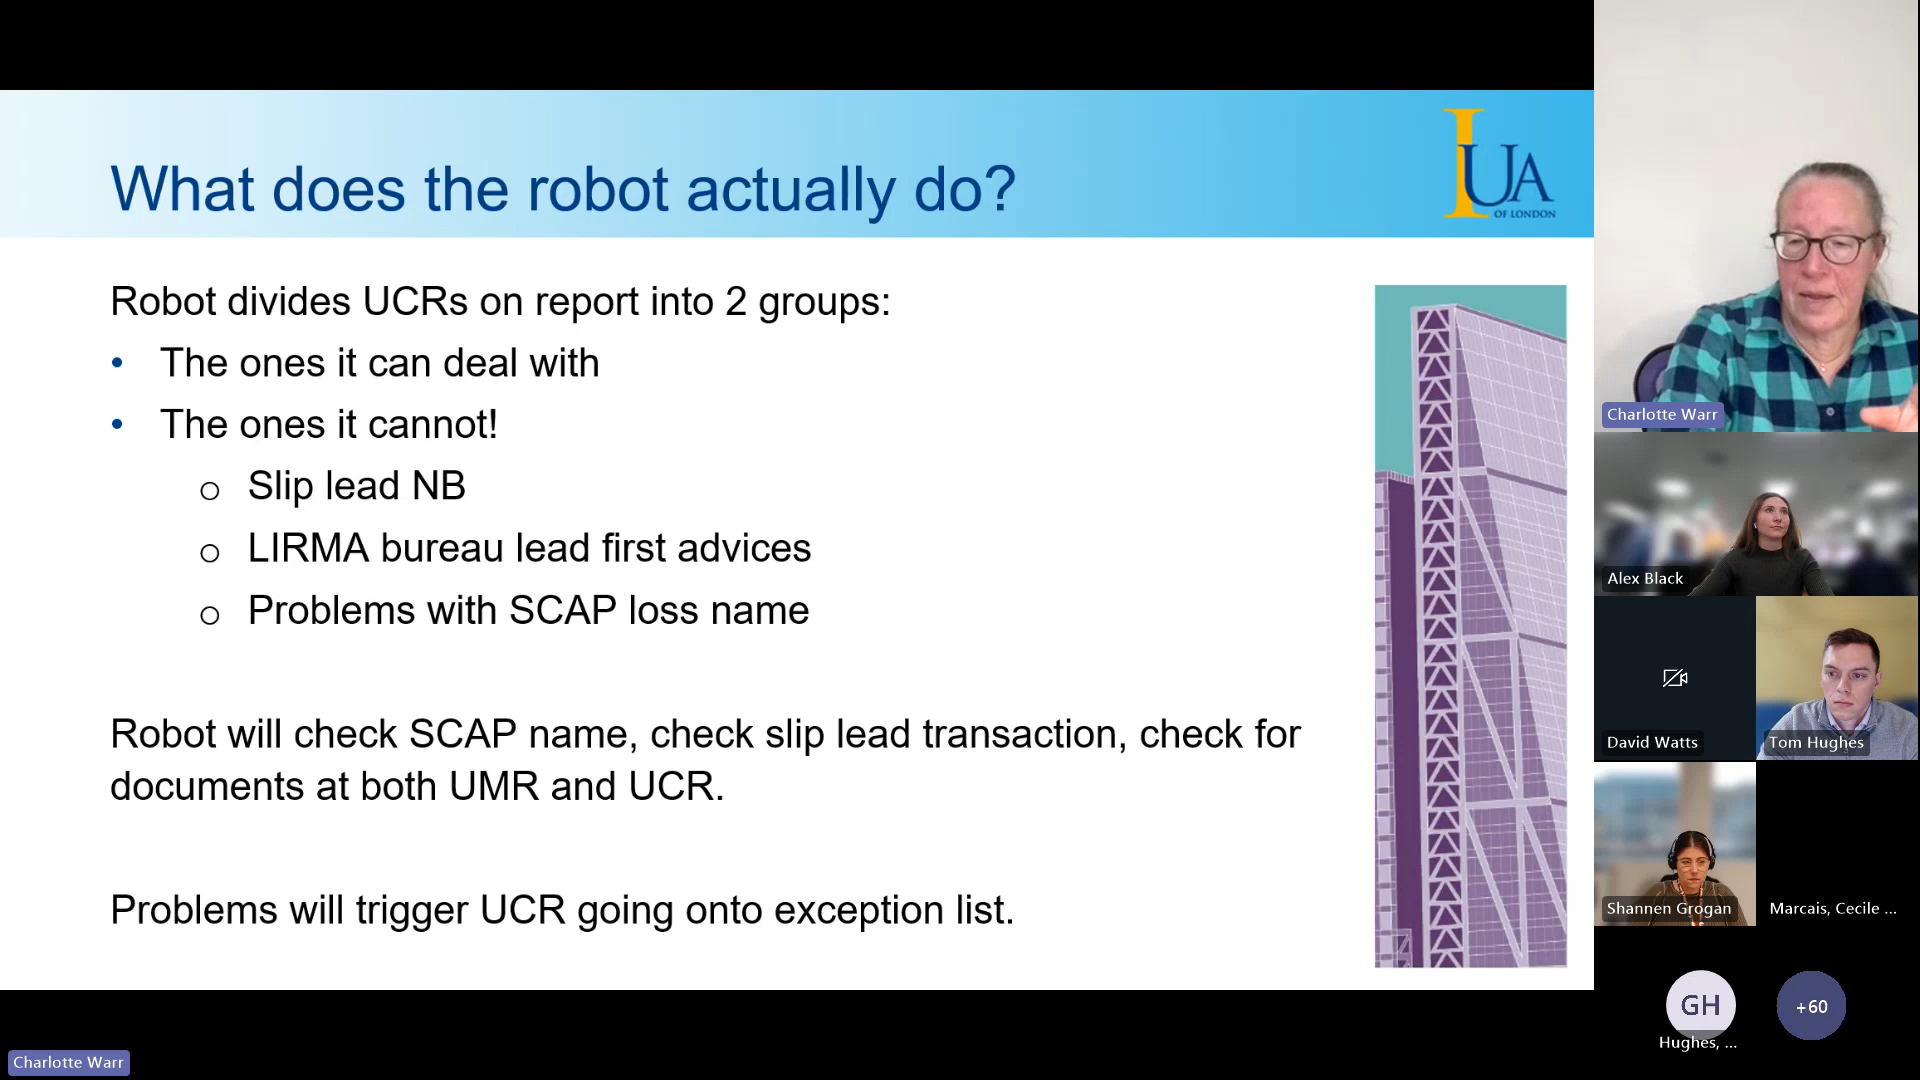 What does the robot actually do?
IUA
OF LONDON
Robot divides UCRs on report into 2 groups:
• The ones it can deal with
• The ones it cannot!
o Slip lead NB
o LIRMA bureau lead first advices
o Problems with SCAP loss name
Robot will check SCAP name, check slip lead transaction, check for
documents at both UMR and UCR.
Problems will trigger UCR going onto exception list.
Charlotte Warr
Alex Black
David Watts
Tom Hughes
Shannen Grogan
Marcais, Cecile ...
GH
+60
Hughes, ...
Charlotte Warr